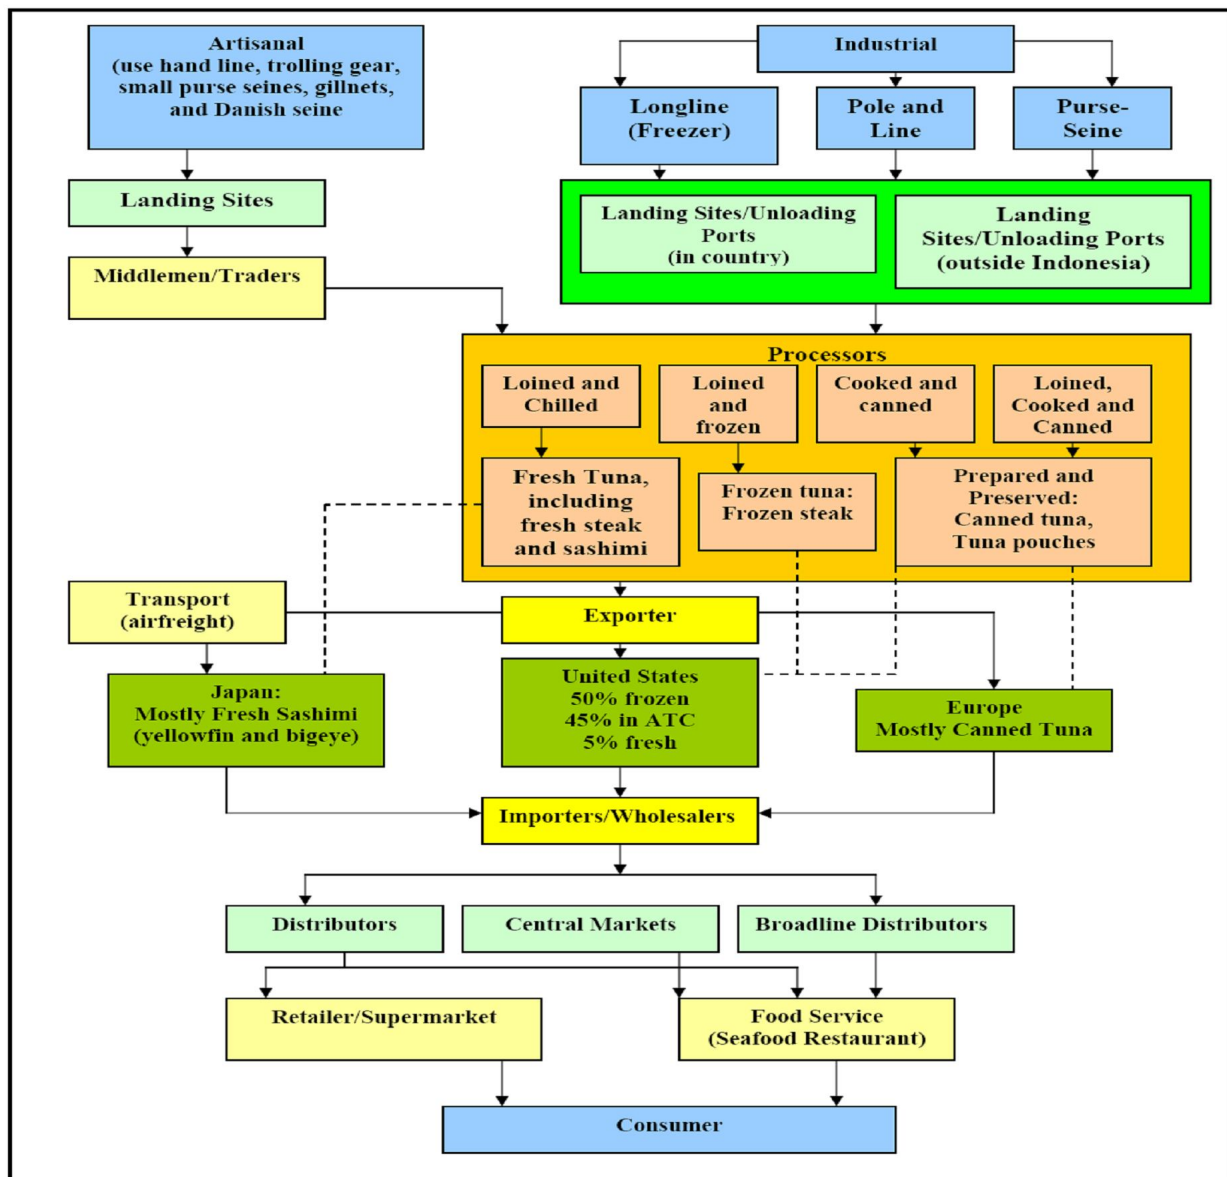 Artisanal
(use hand line, trolling gear,
small purse seines, gillnets,
and Danish seine
Industrial
Longline
(Freezer)
Pole and
Line
Purse-
Seine
Landing Sites
Landing Sites/Unloading
Ports
(in country)
Landing
Sites/Unloading Ports
(outside Indonesia)
Middlemen/Traders
Processors
Loined and
Chilled
Loined
and
frozen
Cooked and
canned
Loined,
Cooked and
Canned
Fresh Tuna,
including
fresh steak
and sashimi
Frozen tuna:
Frozen steak
Prepared and
Preserved:
Canned tuna,
Tuna pouches
Transport
(airfreight)
Exporter
Japan:
Mostly Fresh Sashimi
(yellowfin and bigeye)
United States
50% frozen
45% in ATC
5% fresh
Europe
Mostly Canned Tuna
Importers/Wholesalers
Distributors
Central Markets
Broadline Distributors
Retailer/Supermarket
Food Service
(Seafood Restaurant)
Consumer